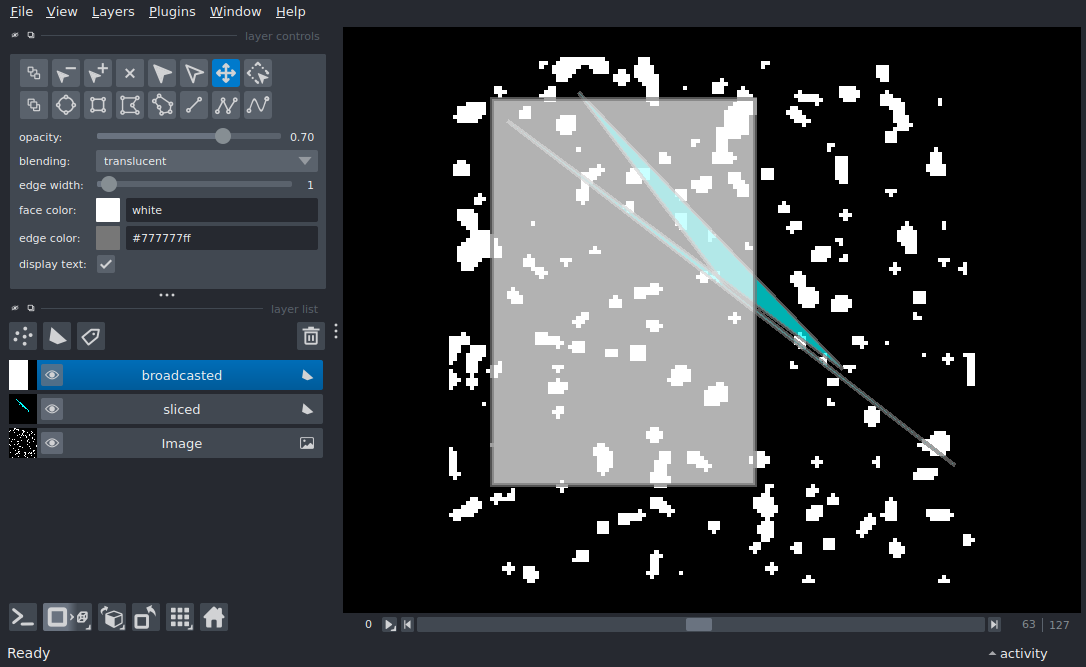 File View Layers Plugins Window Help
layer controls
opacity: 0.70
blending: translucent
edge width: 1
face color: white
edge color: #777777ff
display text:
layer list
broadcasted
sliced
Image
0 63 127
Ready activity